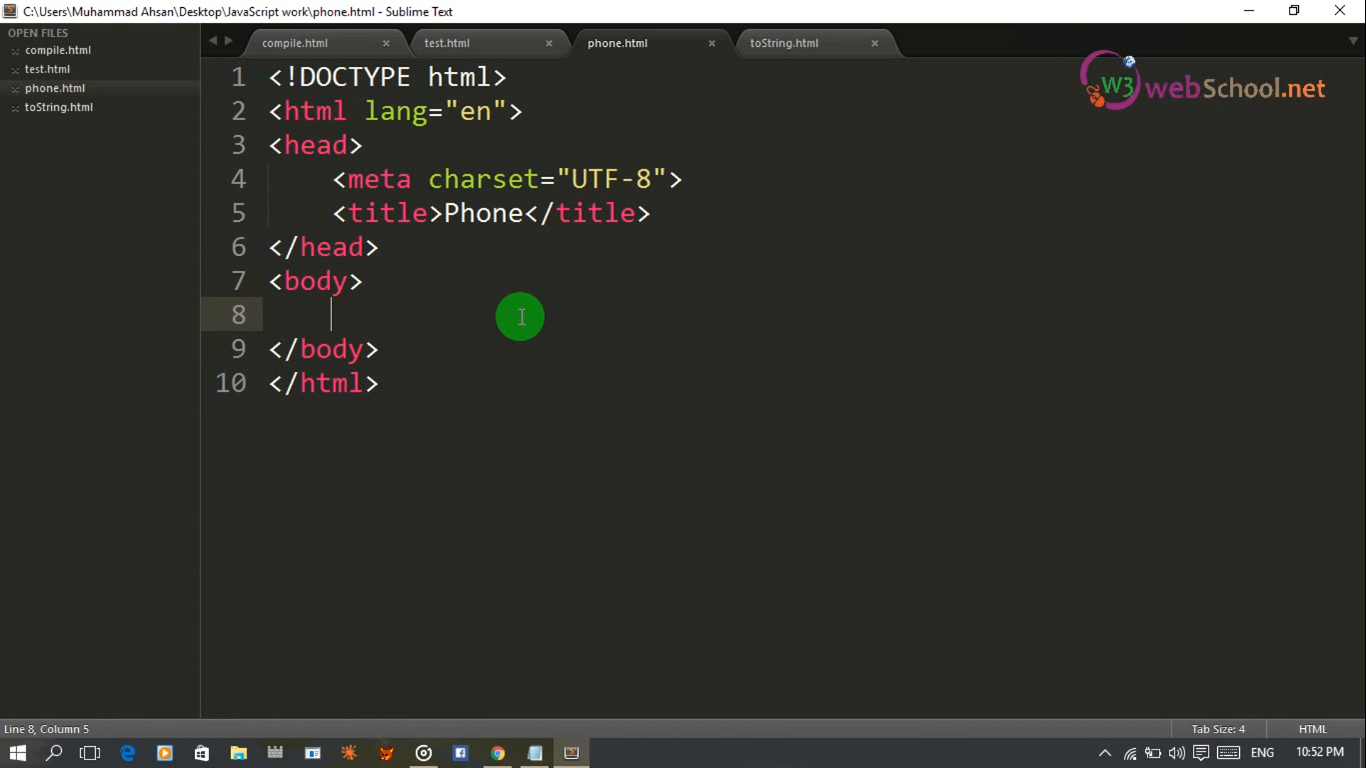 C:\Users\Muhammad Ahsan\Desktop\JavaScript work\phone.html - Sublime Text
OPEN FILES
compile.html
test.html
phone.html
toString.html
compile.html test.html phone.html toString.html
W3 webSchool.net
1 <!DOCTYPE html>
2 <html lang="en">
3 <head>
4 <meta charset="UTF-8">
5 <title>Phone</title>
6 </head>
7 <body>
8
9 </body>
10 </html>
Line 8, Column 5
Tab Size: 4
HTML
ENG
10:52 PM